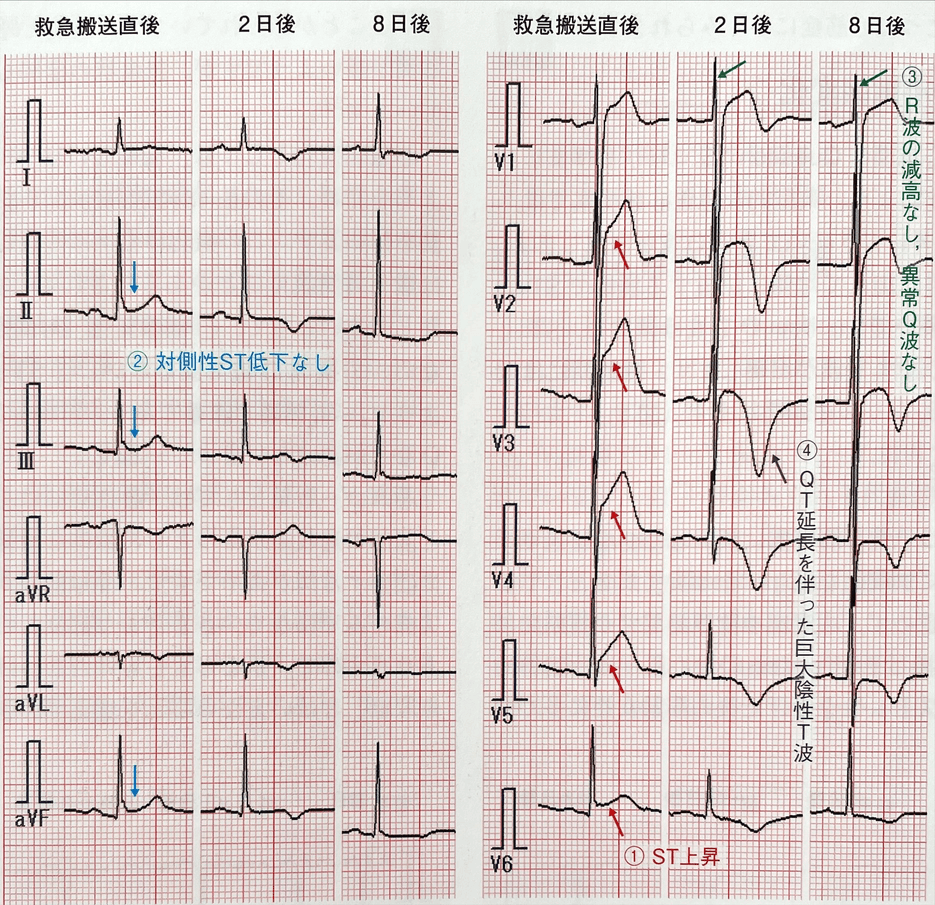 救急搬送直後 2日後 8日後
I
II
② 対側性ST低下なし
III
aVR
aVL
aVF
救急搬送直後 2日後 8日後
V1
V2
V3
V4
V5
V6
① ST上昇
③ R波の減高なし，異常Q波なし
④ QT延長を伴った巨大陰性T波